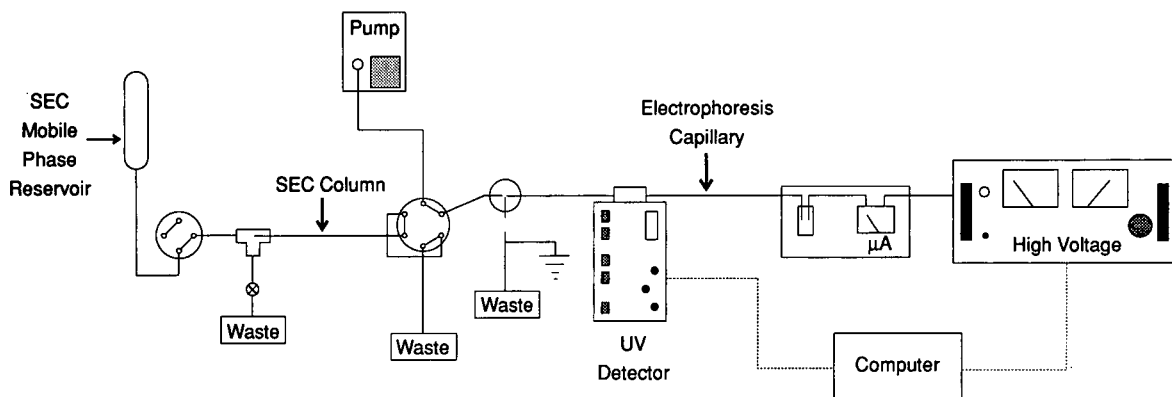 Pump
SEC
Mobile
Phase
Reservoir
SEC Column
Electrophoresis
Capillary
µA
High Voltage
Waste
Waste
Waste
UV
Detector
Computer